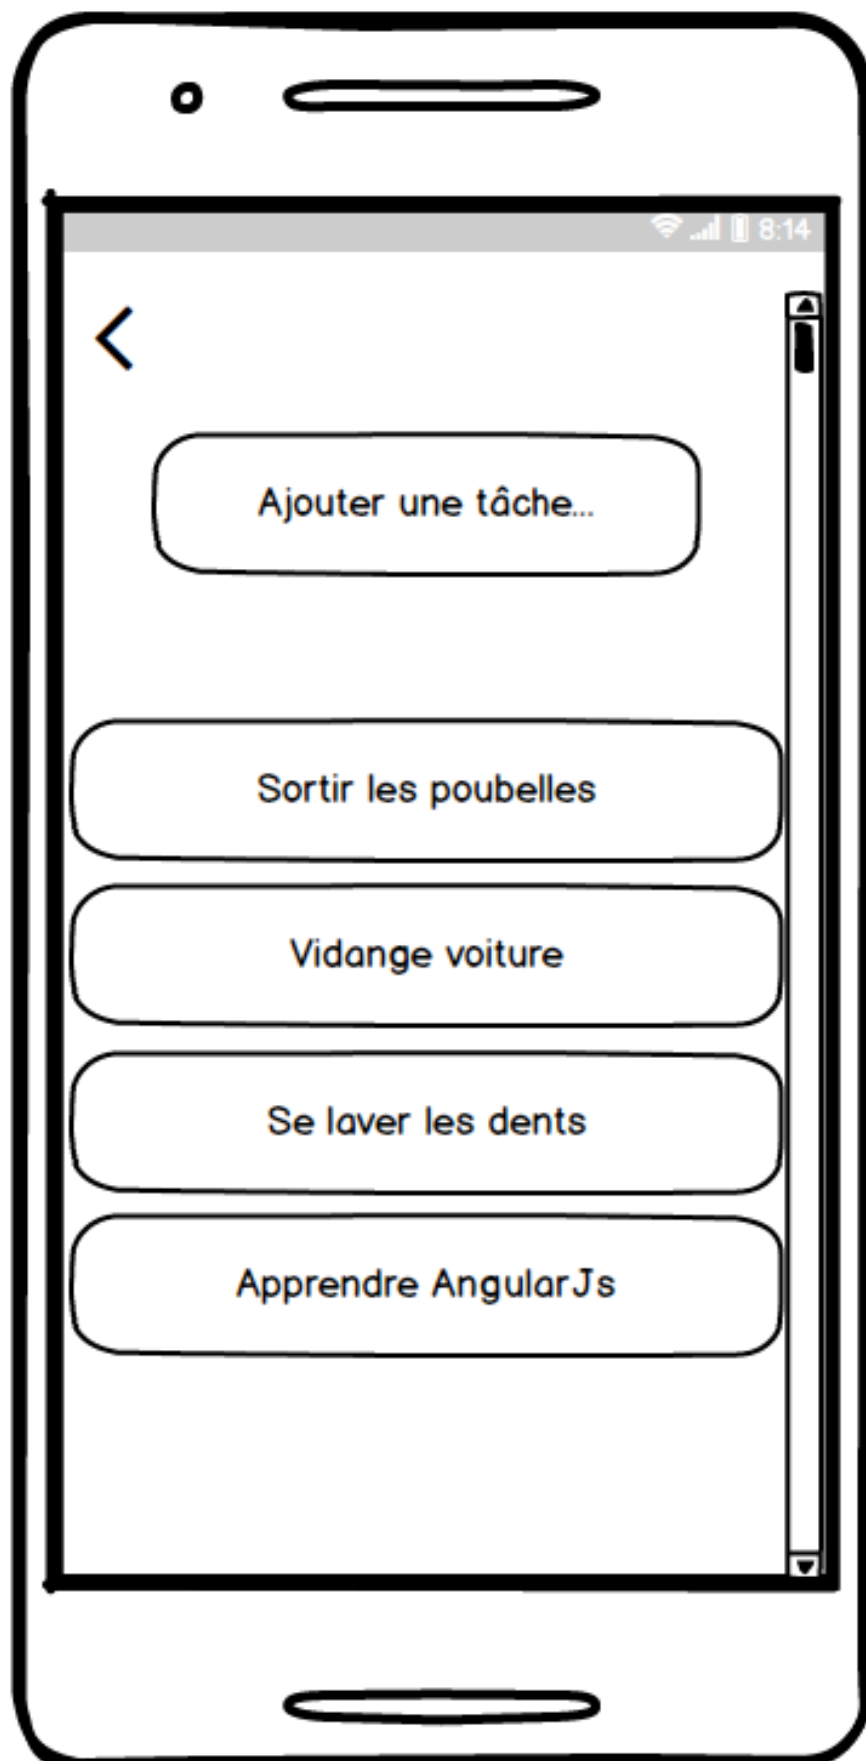 8:14
Ajouter une tâche...
Sortir les poubelles
Vidange voiture
Se laver les dents
Apprendre AngularJs